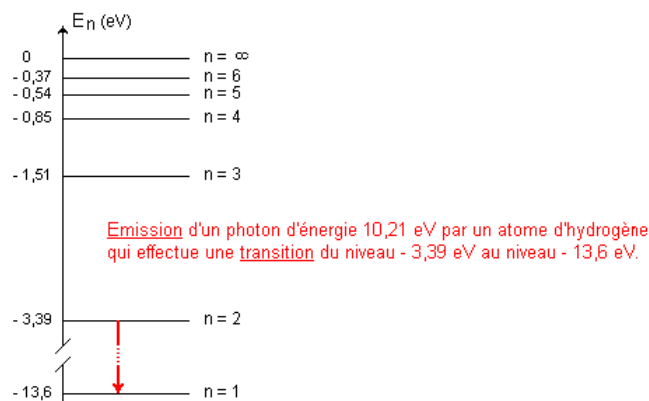 En (eV)
0 n = ∞
- 0,37 n = 6
- 0,54 n = 5
- 0,85 n = 4
- 1,51 n = 3
Emission d'un photon d'énergie 10,21 eV par un atome d'hydrogène
qui effectue une transition du niveau - 3,39 eV au niveau - 13,6 eV.
- 3,39 n = 2
- 13,6 n = 1